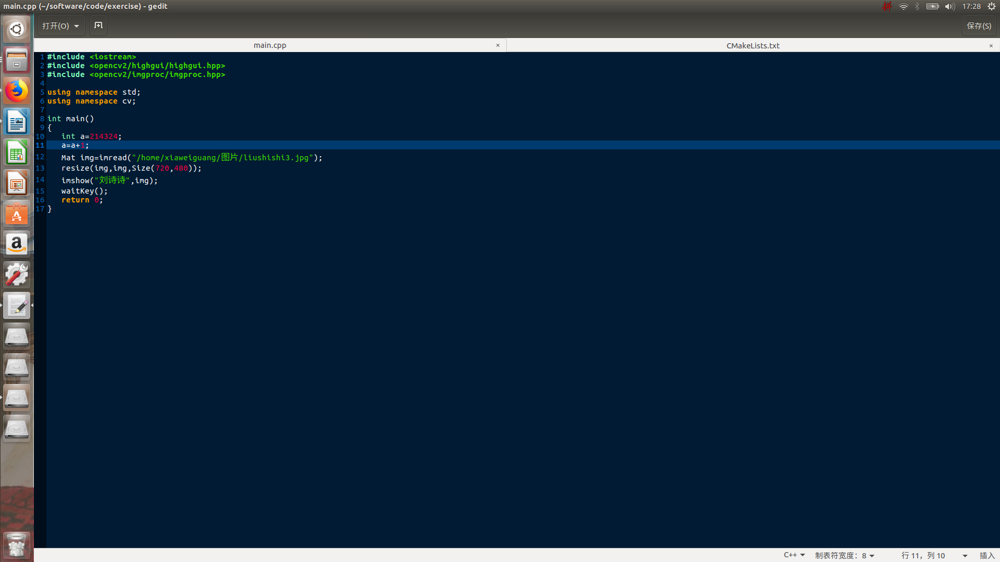 main.cpp (~/software/code/exercise) - gedit
拼
17:28
打开(O)
保存(S)
main.cpp ×
CMakeLists.txt ×
1 #include <iostream>
2 #include <opencv2/highgui/highgui.hpp>
3 #include <opencv2/imgproc/imgproc.hpp>
4
5 using namespace std;
6 using namespace cv;
7
8 int main()
9 {
10    int a=214324;
11    a=a+1;
12    Mat img=imread("/home/xiaweiguang/图片/liushishi3.jpg");
13    resize(img,img,Size(720,480));
14    imshow("刘诗诗",img);
15    waitKey();
16    return 0;
17 }
C++ 制表符宽度：8 行 11，列 10 插入